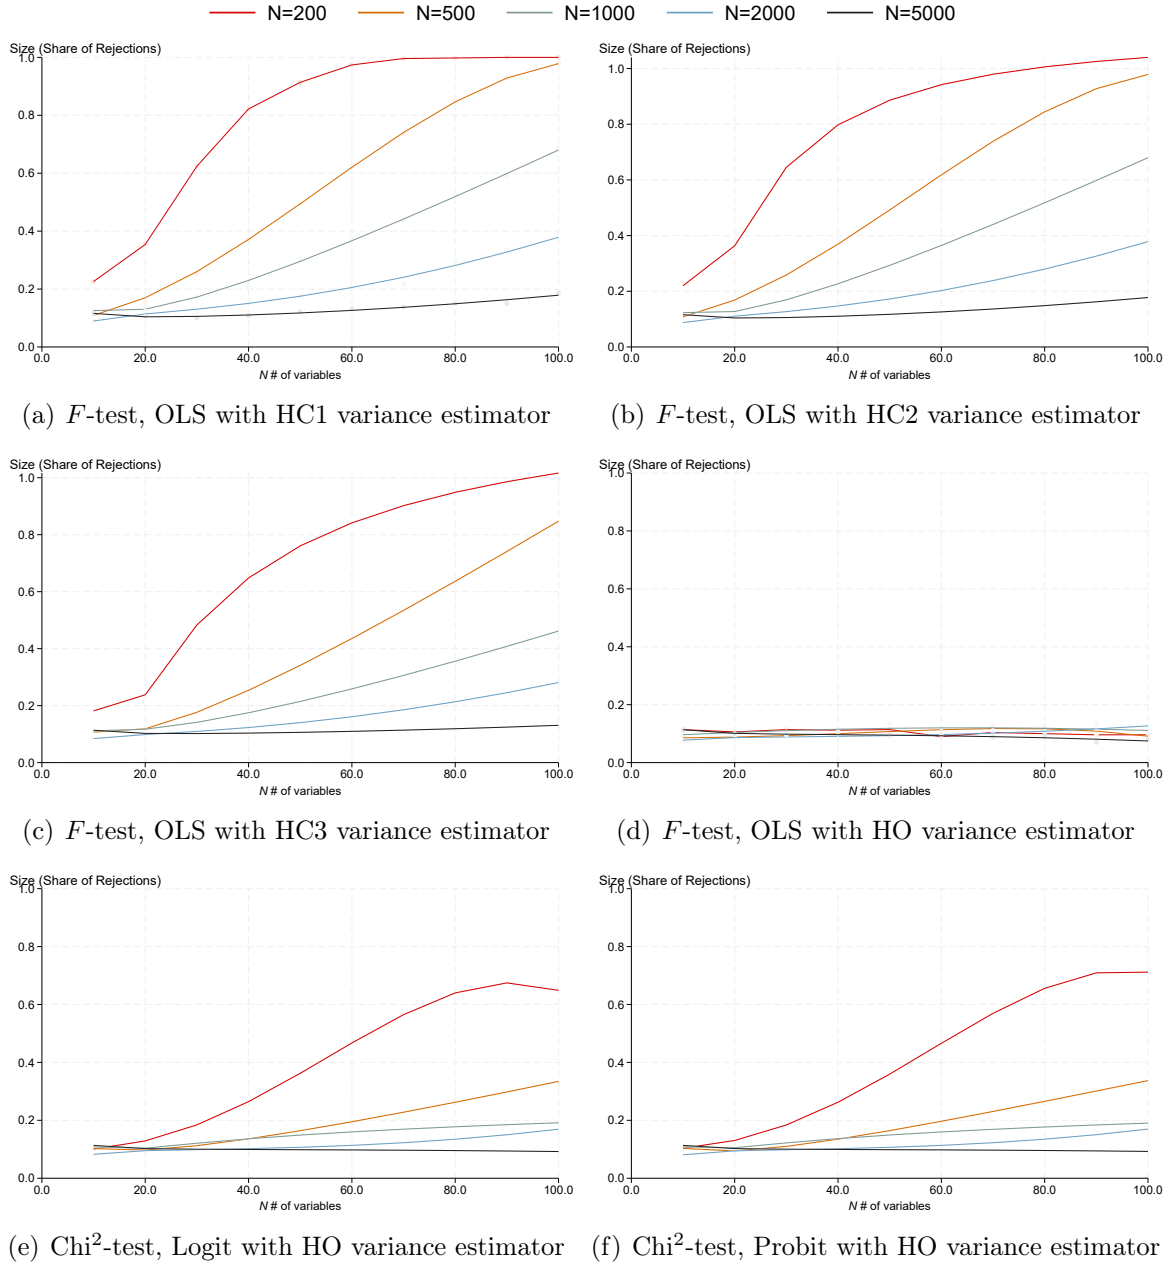 N=200 N=500 N=1000 N=2000 N=5000
Size (Share of Rejections)
1.0
0.8
0.6
0.4
0.2
0.0
0.0 20.0 40.0 60.0 80.0 100.0
N # of variables
(a) F-test, OLS with HC1 variance estimator
Size (Share of Rejections)
1.0
0.8
0.6
0.4
0.2
0.0
0.0 20.0 40.0 60.0 80.0 100.0
N # of variables
(b) F-test, OLS with HC2 variance estimator
Size (Share of Rejections)
1.0
0.8
0.6
0.4
0.2
0.0
0.0 20.0 40.0 60.0 80.0 100.0
N # of variables
(c) F-test, OLS with HC3 variance estimator
Size (Share of Rejections)
1.0
0.8
0.6
0.4
0.2
0.0
0.0 20.0 40.0 60.0 80.0 100.0
N # of variables
(d) F-test, OLS with HO variance estimator
Size (Share of Rejections)
1.0
0.8
0.6
0.4
0.2
0.0
0.0 20.0 40.0 60.0 80.0 100.0
N # of variables
(e) Chi²-test, Logit with HO variance estimator
Size (Share of Rejections)
1.0
0.8
0.6
0.4
0.2
0.0
0.0 20.0 40.0 60.0 80.0 100.0
N # of variables
(f) Chi²-test, Probit with HO variance estimator